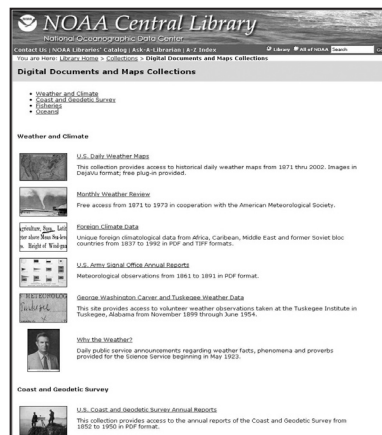 NOAA Central Library
National Oceanographic Data Center
Contact Us | NOAA Libraries' Catalog | Ask-A-Librarian | A-Z Index
Library All of NOAA Search
You are Here: Library Home > Collections > Digital Documents and Maps Collections
Digital Documents and Maps Collections
Weather and Climate
Coast and Geodetic Survey
Fisheries
Oceans
Weather and Climate
U.S. Daily Weather Maps
This collection provides access to historical daily weather maps from 1871 thru 2002. Images in
DejaVu format; free plug-in provided.
Monthly Weather Review
Free access from 1871 to 1973 in cooperation with the American Meteorological Society.
Foreign Climate Data
Unique foreign climatological data from Africa, Caribean, Middle East and former Soviet bloc
countries from 1837 to 1992 in PDF and TIFF formats.
U.S. Army Signal Office Annual Reports
Meteorological observations from 1861 to 1891 in PDF format.
George Washington Carver and Tuskegee Weather Data
This site provides access to volunteer weather observations taken at the Tuskegee Institute in
Tuskegee, Alabama from November 1899 through June 1954.
Why the Weather?
Daily public service announcements regarding weather facts, phenomena and proverbs
provided for the Science Service beginning in May 1923.
Coast and Geodetic Survey
U.S. Coast and Geodetic Survey Annual Reports
This collection provides access to the annual reports of the Coast and Geodetic Survey from
1852 to 1950 in PDF format.